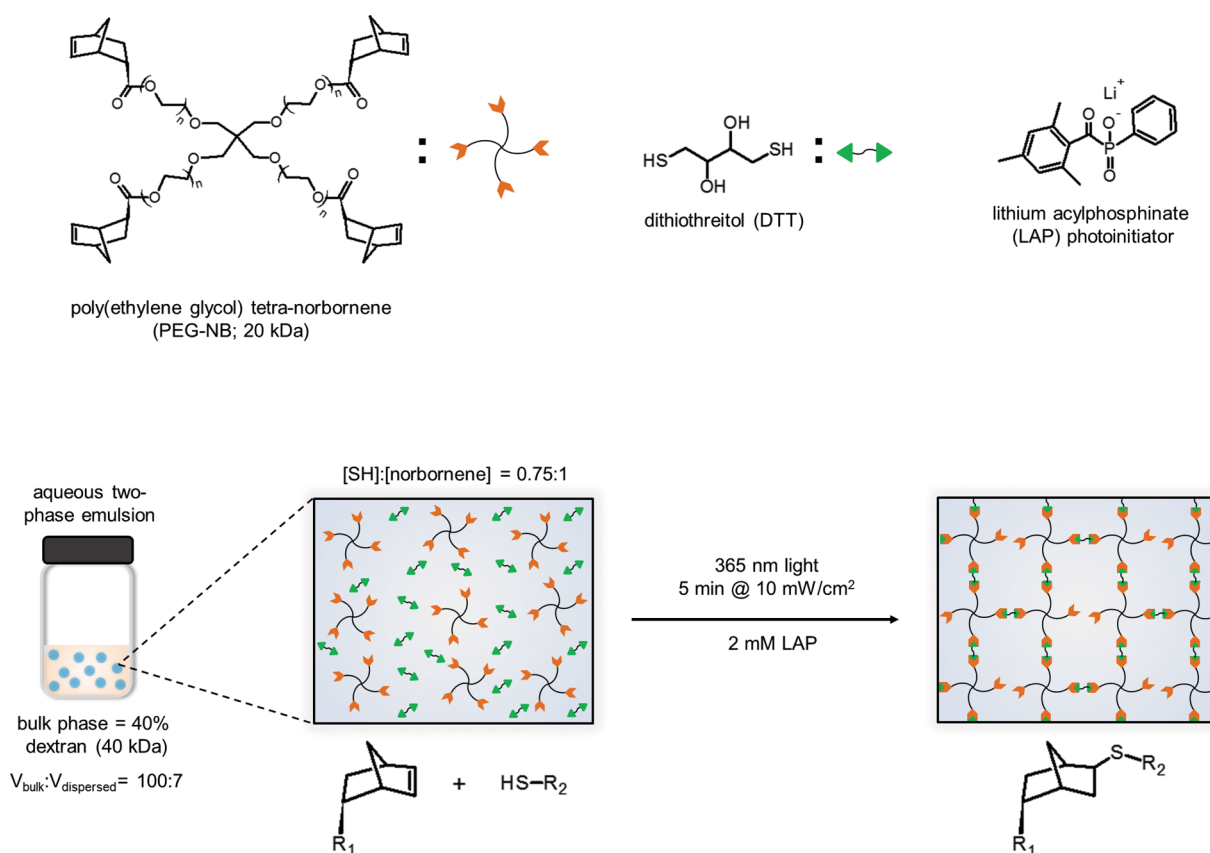 O
O
n
O
O
n
O
O
O
O
O
n
O
O
n
O
O
:
poly(ethylene glycol) tetra-norbornene
(PEG-NB; 20 kDa)
HS
OH
OH
SH
:
dithiothreitol (DTT)
Li+
O
O-
P
O
lithium acylphosphinate
(LAP) photoinitiator
aqueous two-
phase emulsion
bulk phase = 40%
dextran (40 kDa)
Vbulk:Vdispersed= 100:7
[SH]:[norbornene] = 0.75:1
R1
+
HS–R2
365 nm light
5 min @ 10 mW/cm2
2 mM LAP
S
R2
R1